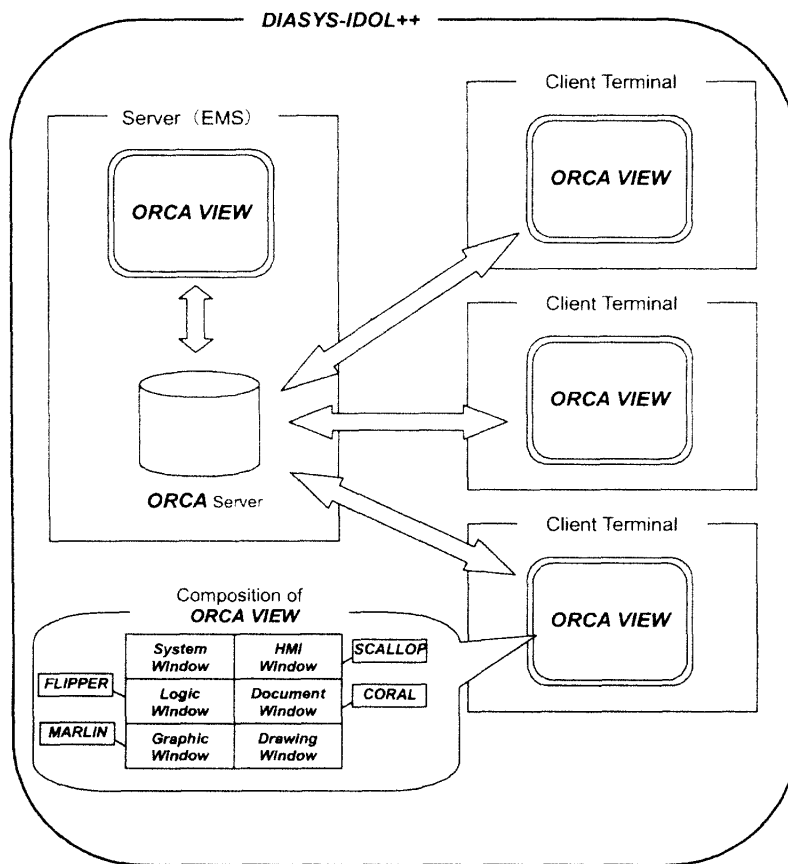 DIASYS-IDOL++
Server (EMS)
ORCA VIEW
ORCA Server
Client Terminal
ORCA VIEW
Client Terminal
ORCA VIEW
Client Terminal
ORCA VIEW
Composition of
ORCA VIEW
System
Window
HMI
Window
SCALLOP
FLIPPER
Logic
Window
Document
Window
CORAL
MARLIN
Graphic
Window
Drawing
Window